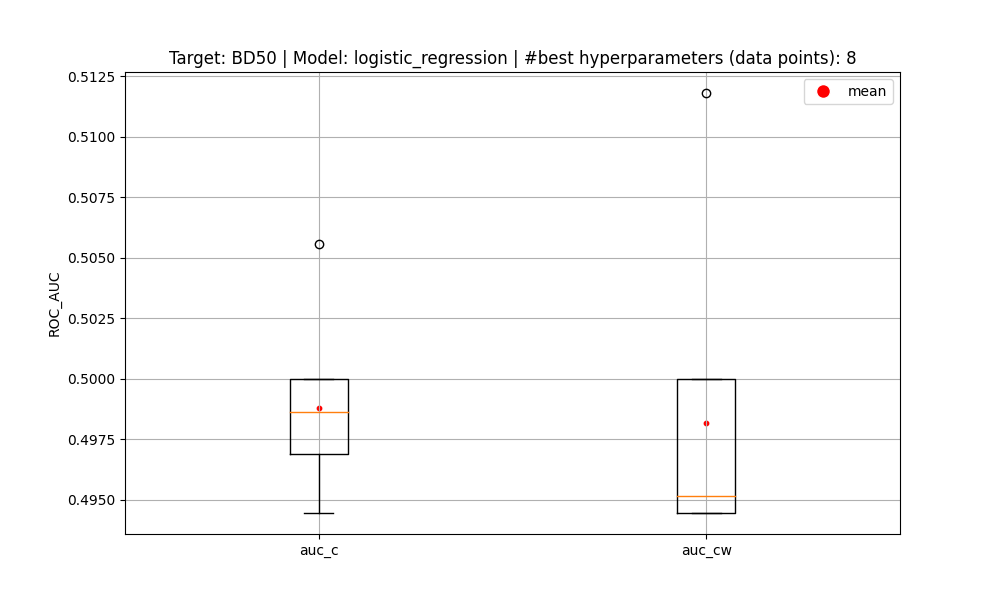 Target: BD50 | Model: logistic_regression | #best hyperparameters (data points): 8
mean
ROC_AUC
0.5125
0.5100
0.5075
0.5050
0.5025
0.5000
0.4975
0.4950
auc_c
auc_cw